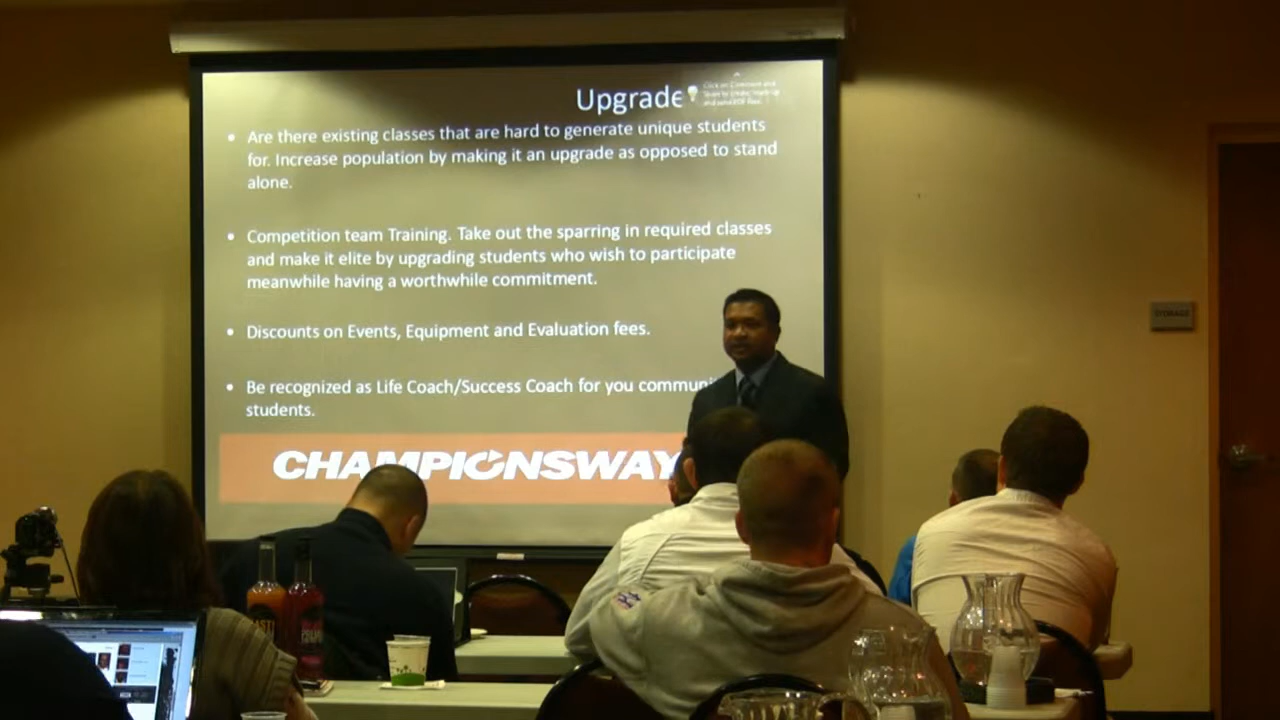 Upgrade
Click on Comment and
Share to create, mark-up
and send PDF files.
• Are there existing classes that are hard to generate unique students
for. Increase population by making it an upgrade as opposed to stand
alone.
• Competition team Training. Take out the sparring in required classes
and make it elite by upgrading students who wish to participate
meanwhile having a worthwhile commitment.
• Discounts on Events, Equipment and Evaluation fees.
• Be recognized as Life Coach/Success Coach for you communi
students.
CHAMPIONSWAY
STORAGE